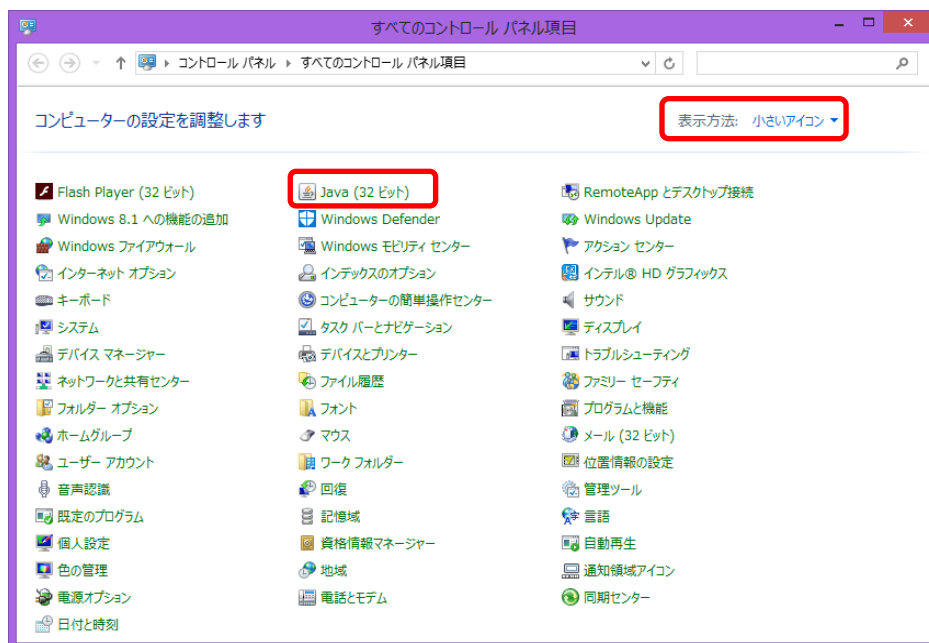 すべてのコントロール パネル項目
コントロール パネル すべてのコントロール パネル項目
コンピューターの設定を調整します
表示方法: 小さいアイコン
Flash Player (32 ビット) Java (32 ビット) RemoteApp とデスクトップ接続
Windows 8.1 への機能の追加 Windows Defender Windows Update
Windows ファイアウォール Windows モビリティ センター アクション センター
インターネット オプション インデックスのオプション インテル® HD グラフィックス
キーボード コンピューターの簡単操作センター サウンド
システム タスク バーとナビゲーション ディスプレイ
デバイス マネージャー デバイスとプリンター トラブルシューティング
ネットワークと共有センター ファイル履歴 ファミリー セーフティ
フォルダー オプション フォント プログラムと機能
ホームグループ マウス メール (32 ビット)
ユーザー アカウント ワーク フォルダー 位置情報の設定
音声認識 回復 管理ツール
既定のプログラム 記憶域 言語
個人設定 資格情報マネージャー 自動再生
色の管理 地域 通知領域アイコン
電源オプション 電話とモデム 同期センター
日付と時刻